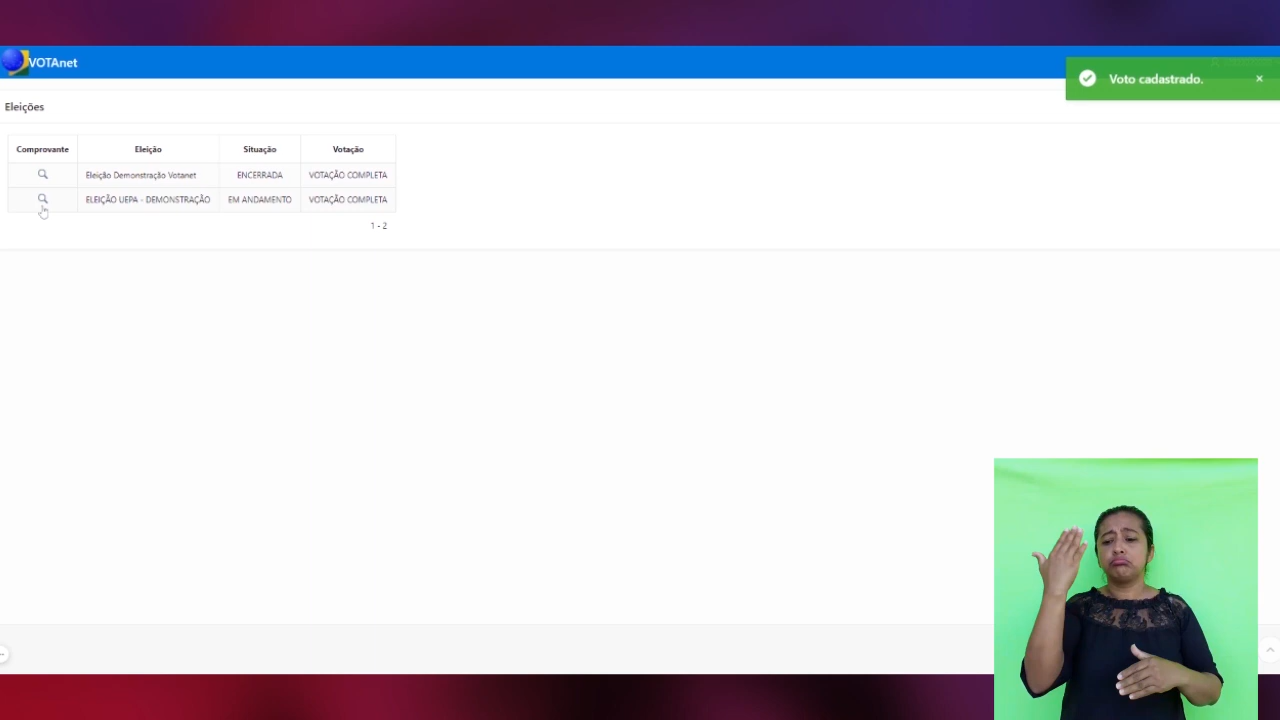 VOTAnet
Voto cadastrado.
Eleições
Comprovante Eleição Situação Votação
Eleição Demonstração Votanet ENCERRADA VOTAÇÃO COMPLETA
ELEIÇÃO UEPA - DEMONSTRAÇÃO EM ANDAMENTO VOTAÇÃO COMPLETA
1 - 2